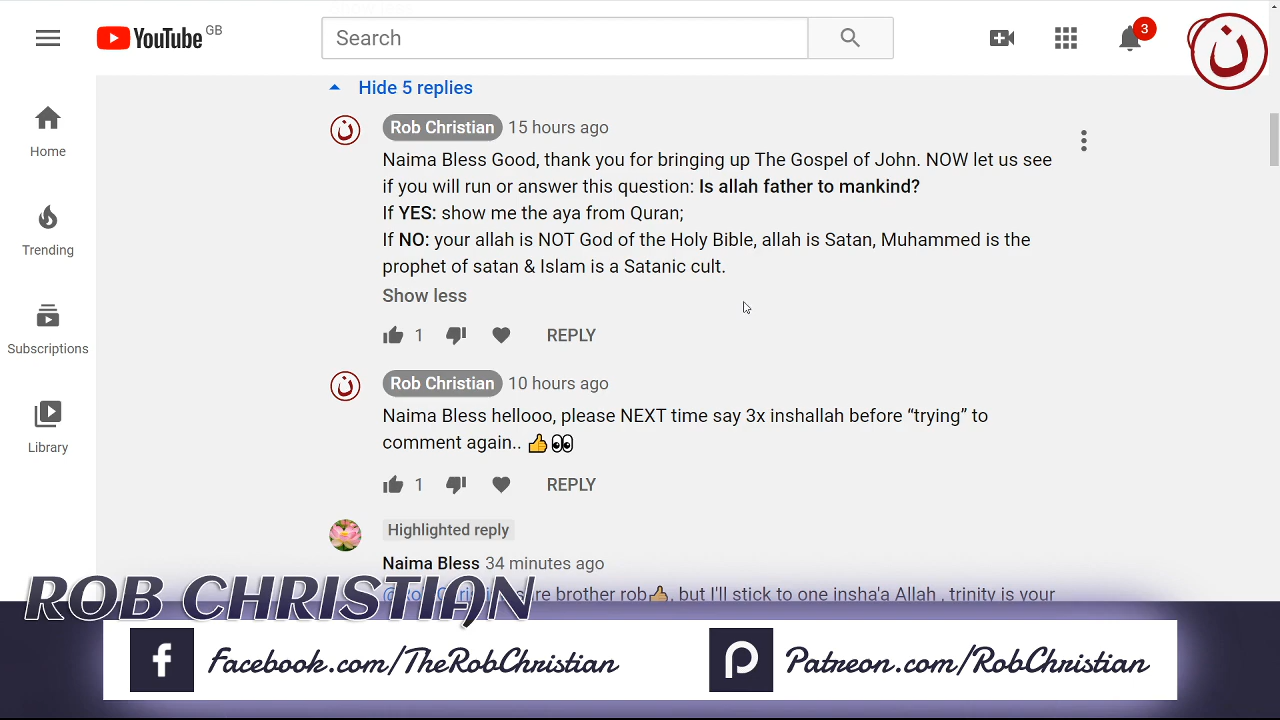 YouTube GB
Search
3
ن
Hide 5 replies
Home
Trending
Subscriptions
Library
ن
Rob Christian 15 hours ago
Naima Bless Good, thank you for bringing up The Gospel of John. NOW let us see
if you will run or answer this question: Is allah father to mankind?
If YES: show me the aya from Quran;
If NO: your allah is NOT God of the Holy Bible, allah is Satan, Muhammed is the
prophet of satan & Islam is a Satanic cult.
Show less
1 REPLY
ن
Rob Christian 10 hours ago
Naima Bless hellooo, please NEXT time say 3x inshallah before “trying” to
comment again.. 👍👀
1 REPLY
Highlighted reply
Naima Bless 34 minutes ago
brother rob👍, but I'll stick to one insha'a Allah , trinity is your
ROB CHRISTIAN
Facebook.com/TheRobChristian
Patreon.com/RobChristian